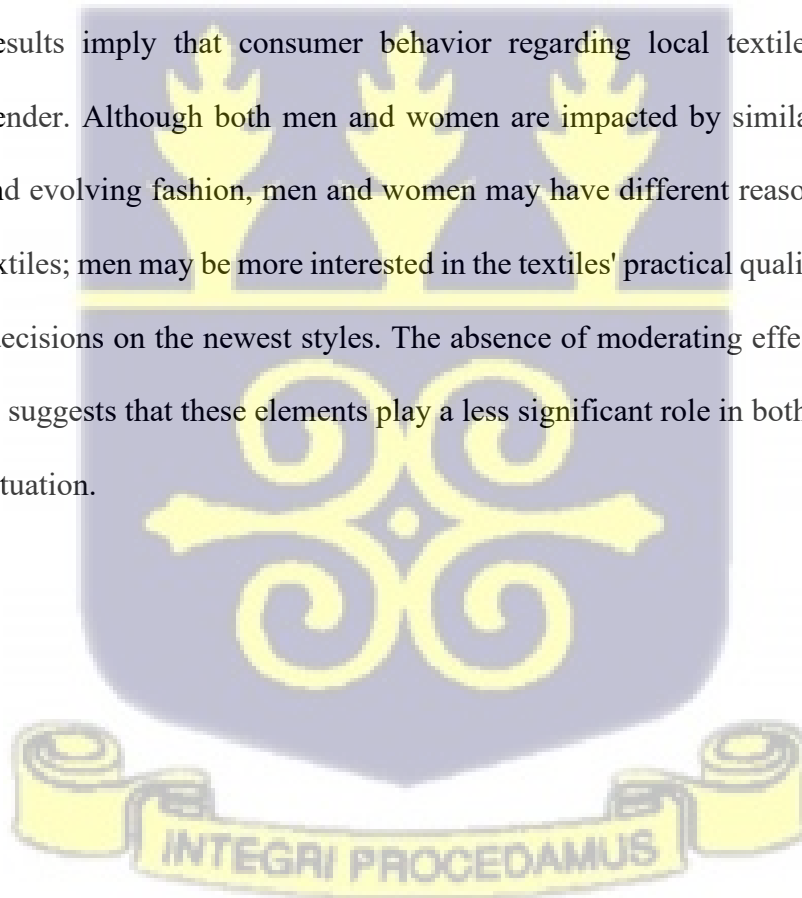 esults imply that consumer behavior regarding local textile
ender. Although both men and women are impacted by simila
nd evolving fashion, men and women may have different reaso
xtiles; men may be more interested in the textiles' practical quali
decisions on the newest styles. The absence of moderating effe
suggests that these elements play a less significant role in both
tuation.
INTEGRI PROCEDAMUS